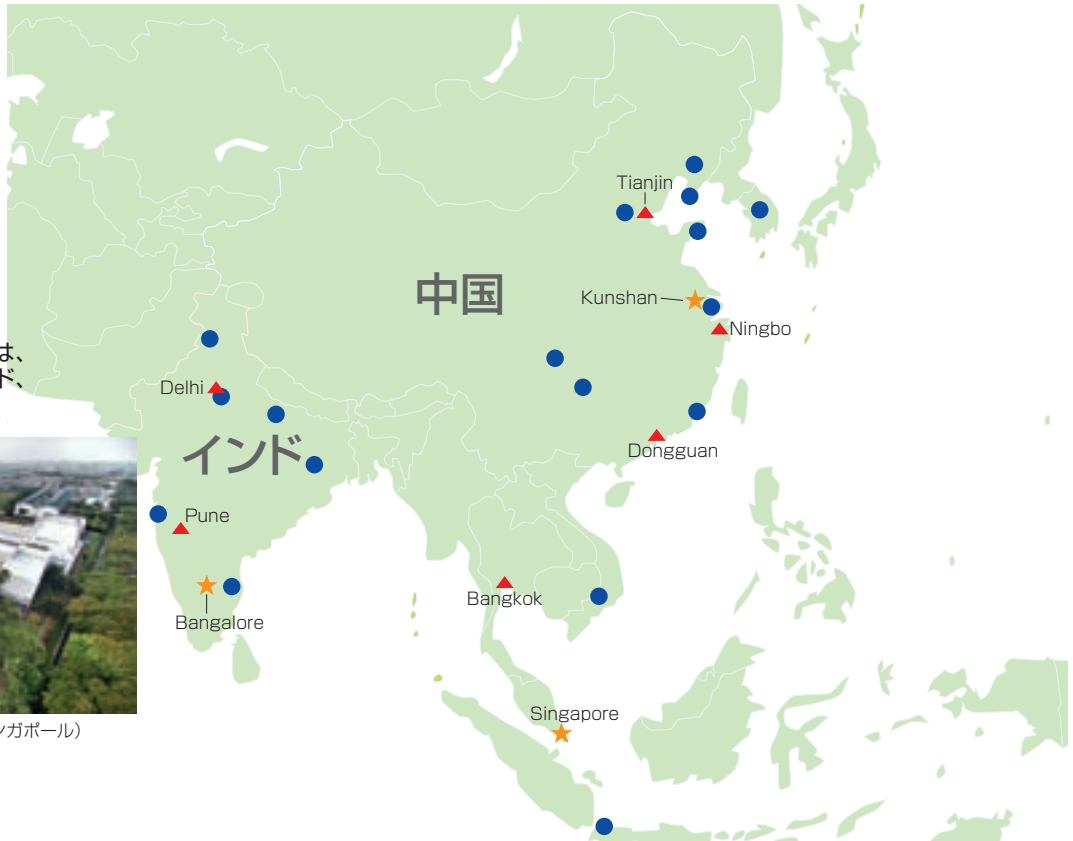 Tianjin
中国
Kunshan
Ningbo
は、
ド、
Delhi
インド
Dongguan
Pune
Bangkok
Bangalore
Singapore
ンガポール）